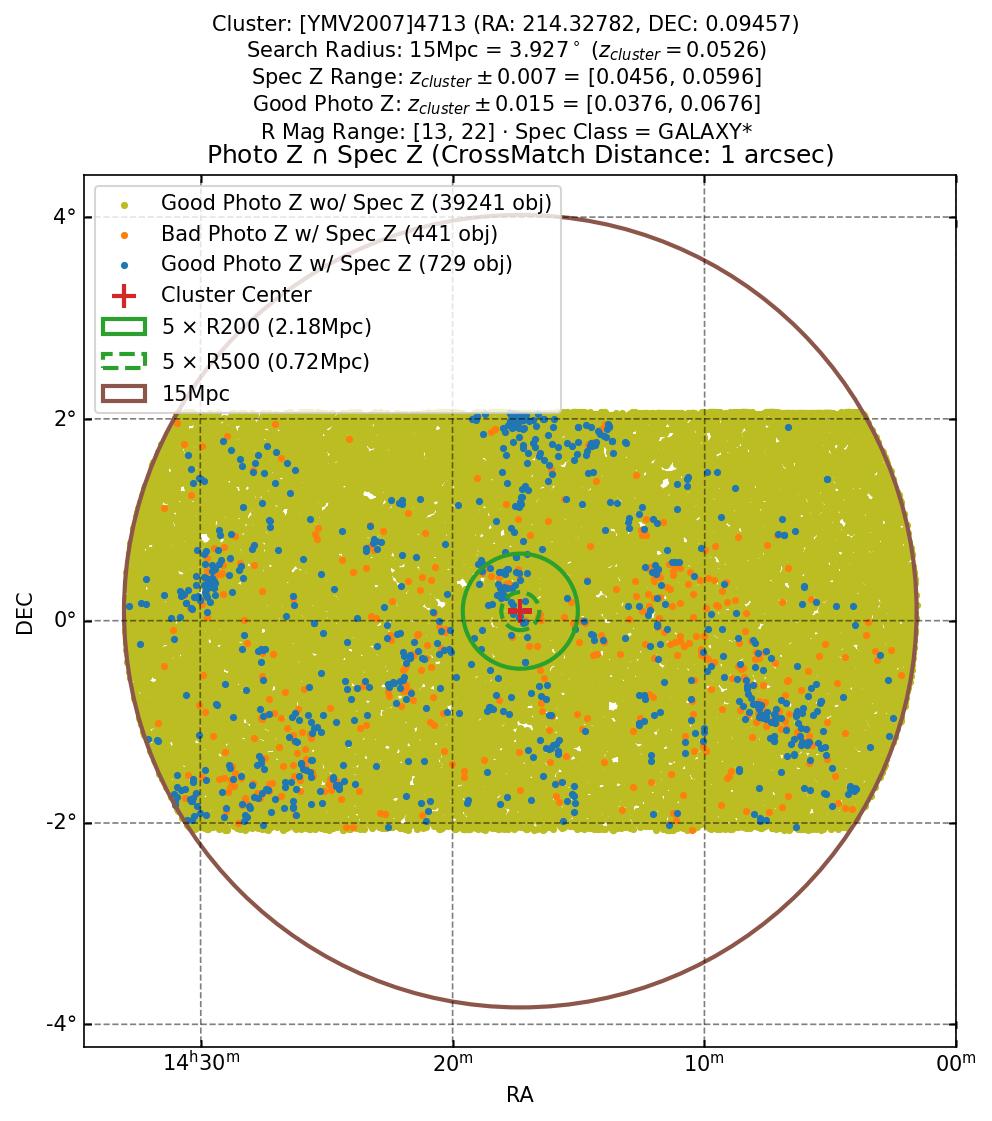 Cluster: [YMV2007]4713 (RA: 214.32782, DEC: 0.09457)
Search Radius: 15Mpc = 3.927° (z_cluster = 0.0526)
Spec Z Range: z_cluster ± 0.007 = [0.0456, 0.0596]
Good Photo Z: z_cluster ± 0.015 = [0.0376, 0.0676]
R Mag Range: [13, 22] · Spec Class = GALAXY*
Photo Z ∩ Spec Z (CrossMatch Distance: 1 arcsec)
Good Photo Z wo/ Spec Z (39241 obj)
Bad Photo Z w/ Spec Z (441 obj)
Good Photo Z w/ Spec Z (729 obj)
Cluster Center
5 × R200 (2.18Mpc)
5 × R500 (0.72Mpc)
15Mpc
4°
2°
0°
-2°
-4°
DEC
14ʰ30ᵐ 20ᵐ 10ᵐ 00ᵐ
RA